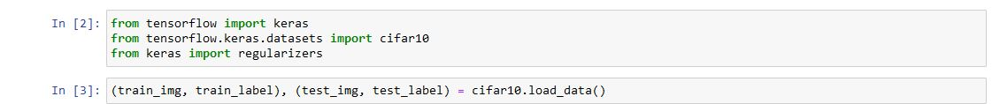 In [2]: from tensorflow import keras
from tensorflow.keras.datasets import cifar10
from keras import regularizers
In [3]: (train_img, train_label), (test_img, test_label) = cifar10.load_data()